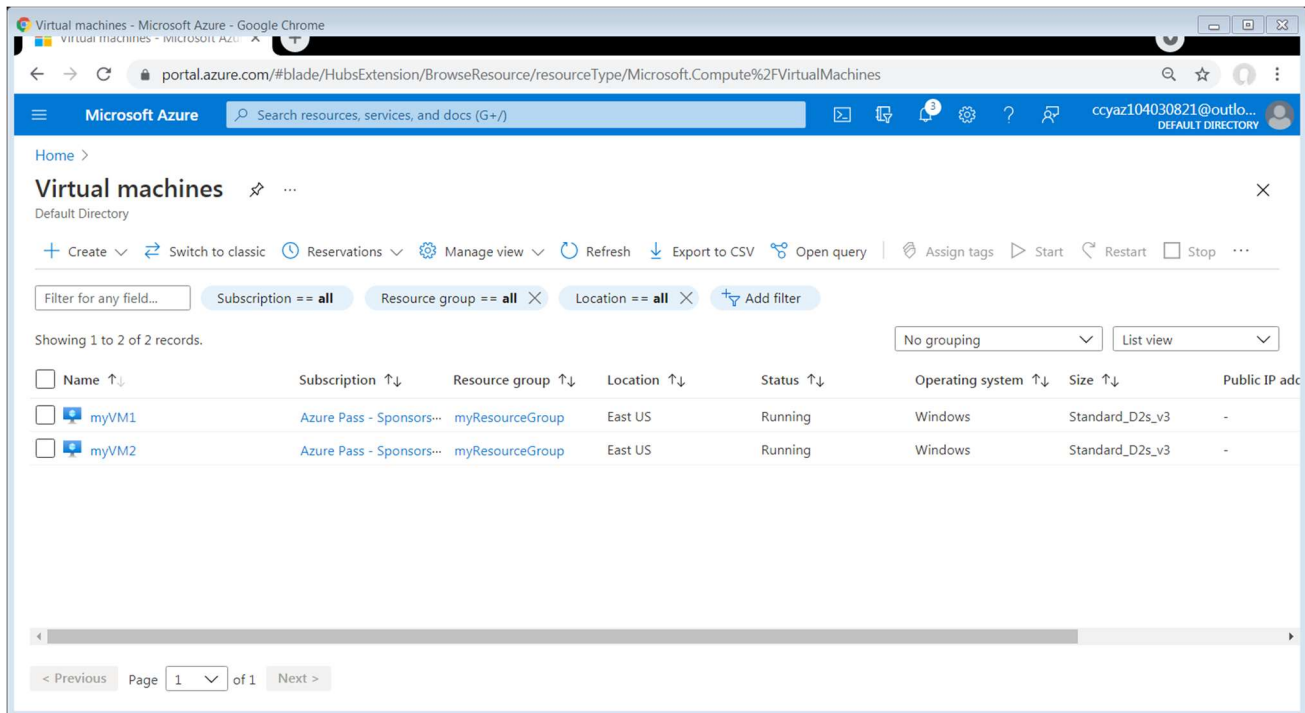 Virtual machines - Microsoft Azure - Google Chrome
Virtual machines - Microsoft Azu
portal.azure.com/#blade/HubsExtension/BrowseResource/resourceType/Microsoft.Compute%2FVirtualMachines
Microsoft Azure Search resources, services, and docs (G+/) 3 ccyaz104030821@outlo...
DEFAULT DIRECTORY
Home >
Virtual machines ...
Default Directory
Create Switch to classic Reservations Manage view Refresh Export to CSV Open query Assign tags Start Restart Stop ...
Filter for any field... Subscription == all Resource group == all Location == all Add filter
Showing 1 to 2 of 2 records. No grouping List view
Name Subscription Resource group Location Status Operating system Size Public IP add
myVM1 Azure Pass - Sponsors... myResourceGroup East US Running Windows Standard_D2s_v3 -
myVM2 Azure Pass - Sponsors... myResourceGroup East US Running Windows Standard_D2s_v3 -
< Previous Page 1 of 1 Next >